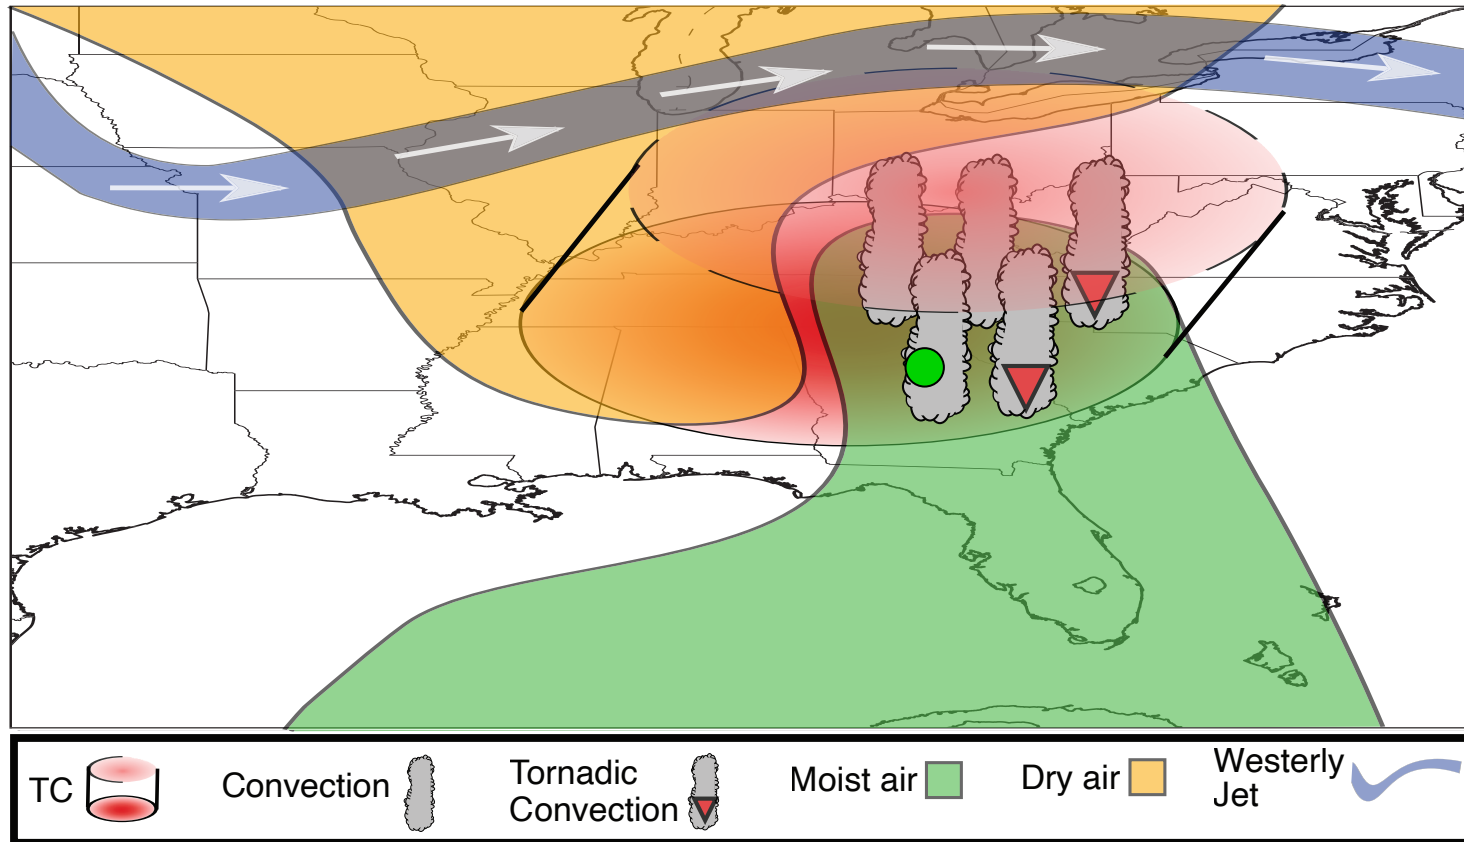 TC
Convection
Tornadic
Convection
Moist air
Dry air
Westerly
Jet